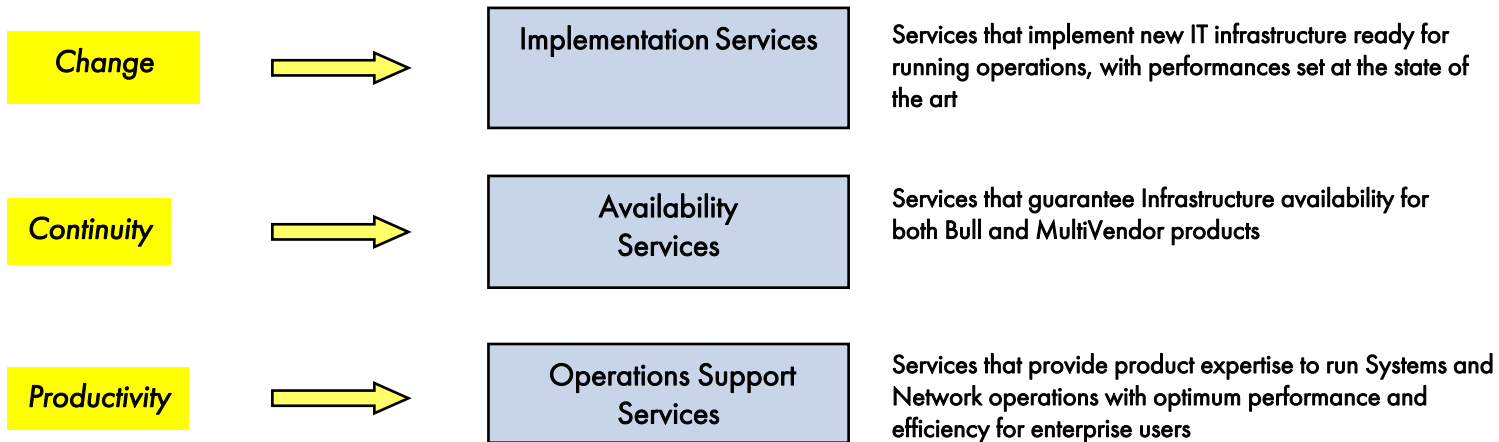 Change
Implementation Services
Services that implement new IT infrastructure ready for
running operations, with performances set at the state of
the art
Continuity
Availability
Services
Services that guarantee Infrastructure availability for
both Bull and MultiVendor products
Productivity
Operations Support
Services
Services that provide product expertise to run Systems and
Network operations with optimum performance and
efficiency for enterprise users